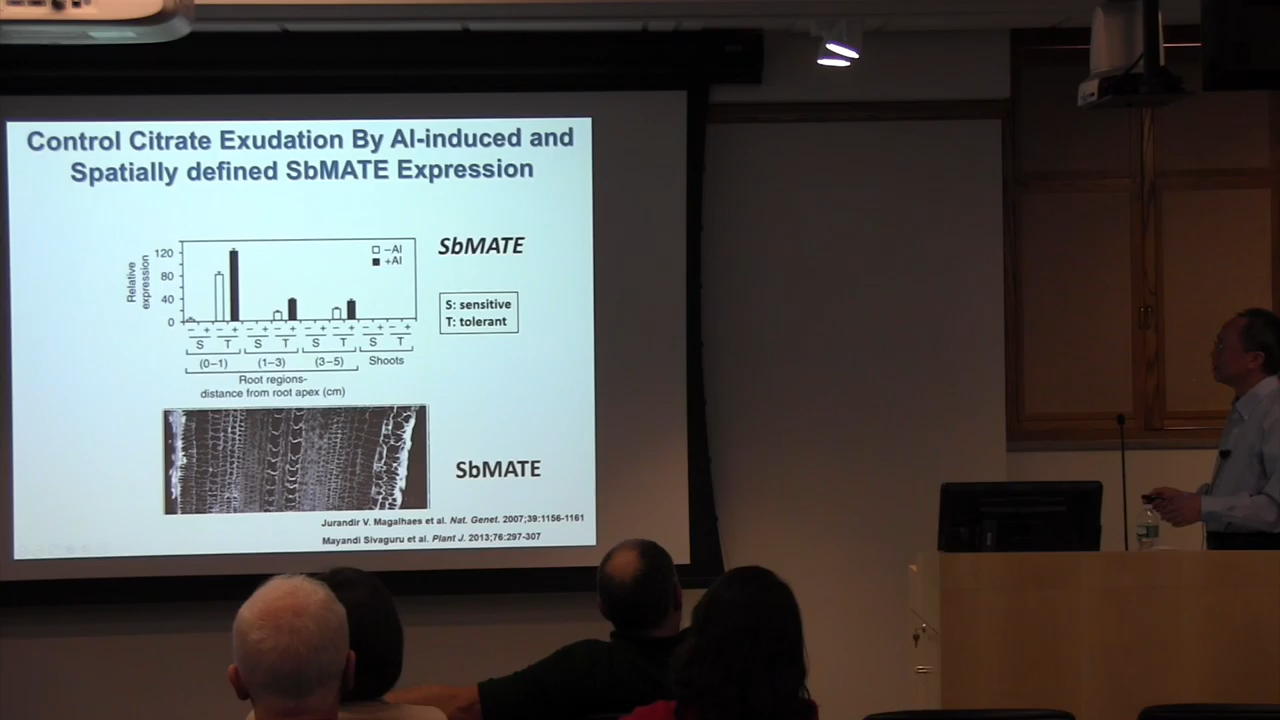 Control Citrate Exudation By Al-induced and
Spatially defined SbMATE Expression
SbMATE
Relative
expression
120
80
40
0
–Al
+Al
S: sensitive
T: tolerant
– + – + – + – + – + – + – + – +
S T S T S T S T
(0–1) (1–3) (3–5) Shoots
Root regions-
distance from root apex (cm)
SbMATE
Jurandir V. Magalhaes et al. Nat. Genet. 2007;39:1156-1161
Mayandi Sivaguru et al. Plant J. 2013;76:297-307